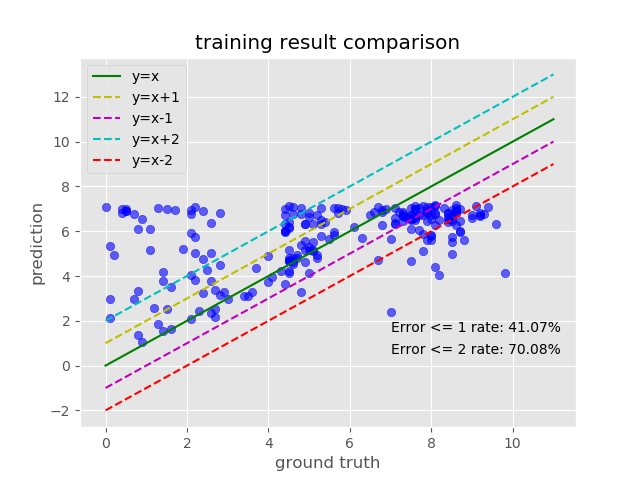 training result comparison
y=x
y=x+1
y=x-1
y=x+2
y=x-2
12
10
8
6
4
2
0
−2
prediction
Error <= 1 rate: 41.07%
Error <= 2 rate: 70.08%
0 2 4 6 8 10
ground truth